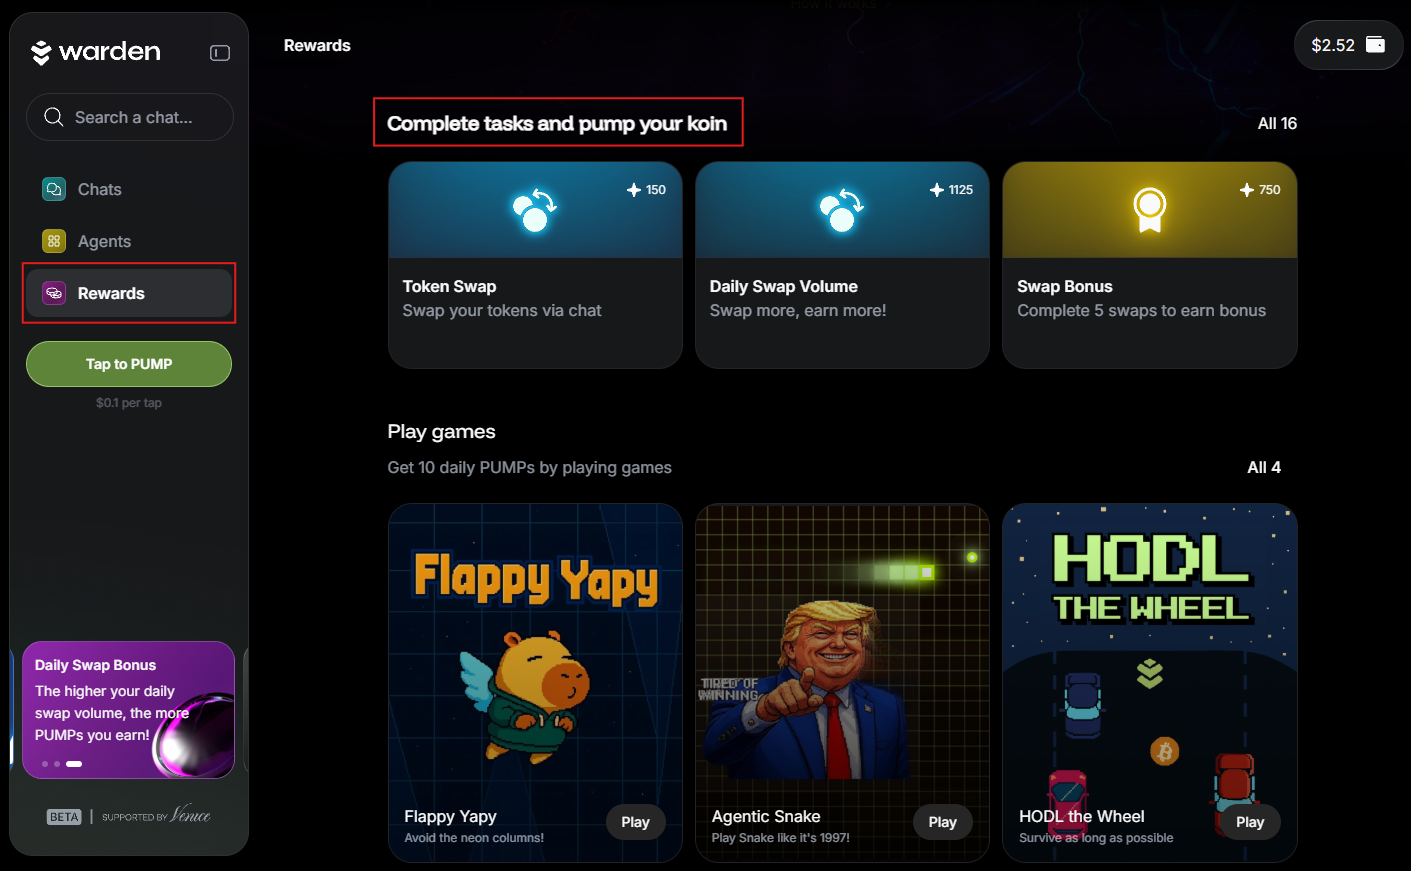 warden
Search a chat...
Chats
Agents
Rewards
Tap to PUMP
$0.1 per tap
Daily Swap Bonus
The higher your daily
swap volume, the more
PUMPs you earn!
BETA | SUPPORTED BY Venice
How it works
Rewards
$2.52
Complete tasks and pump your koin
All 16
150
Token Swap
Swap your tokens via chat
1125
Daily Swap Volume
Swap more, earn more!
750
Swap Bonus
Complete 5 swaps to earn bonus
Play games
Get 10 daily PUMPs by playing games
All 4
Flappy Yapy
Flappy Yapy
Avoid the neon columns!
Play
TIRED OF
WINNING
Agentic Snake
Play Snake like it's 1997!
Play
HODL
THE WHEEL
HODL the Wheel
Survive as long as possible
Play